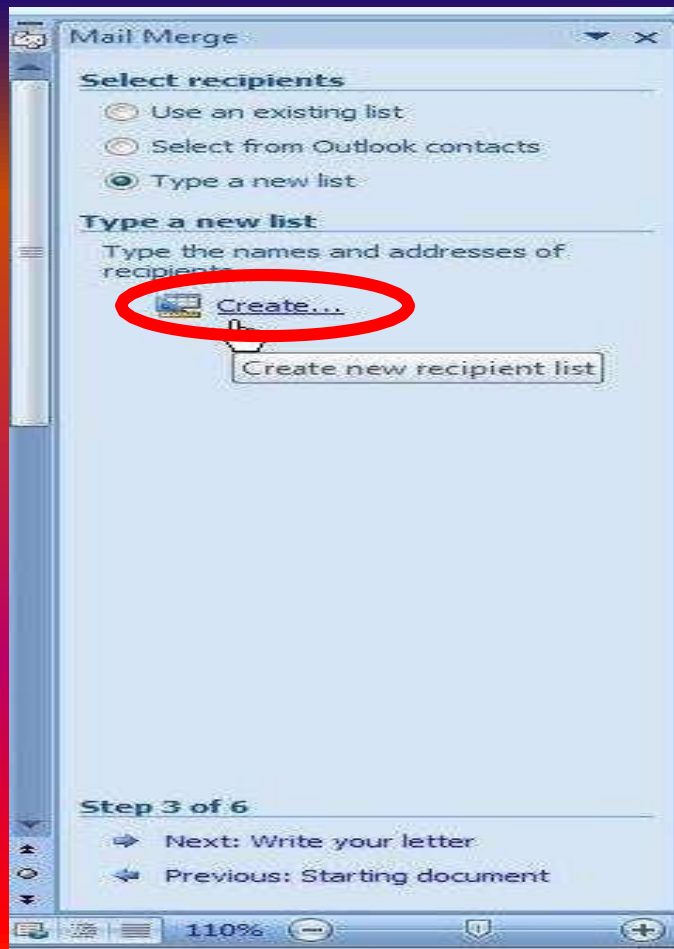 Mail Merge
Select recipients
Use an existing list
Select from Outlook contacts
Type a new list
Type a new list
Type the names and addresses of
recipients
Create...
Create new recipient list
Step 3 of 6
Next: Write your letter
Previous: Starting document
110%